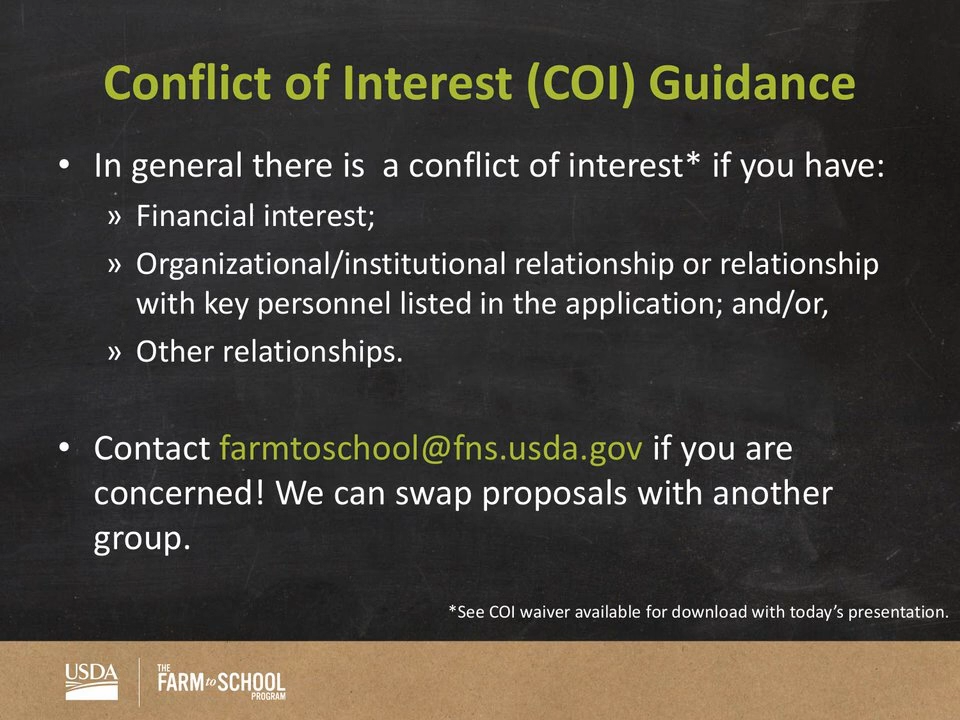 Conflict of Interest (COI) Guidance
• In general there is  a conflict of interest* if you have:
» Financial interest;
» Organizational/institutional relationship or relationship
with key personnel listed in the application; and/or,
» Other relationships.
• Contact farmtoschool@fns.usda.gov if you are
concerned! We can swap proposals with another
group.
*See COI waiver available for download with today’s presentation.
USDA
THE
FARM to SCHOOL
PROGRAM